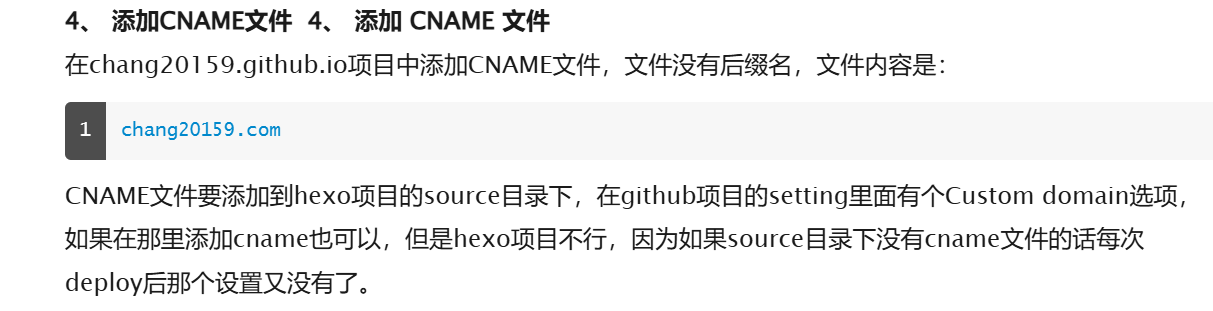 4、 添加CNAME文件 4、 添加 CNAME 文件
在chang20159.github.io项目中添加CNAME文件，文件没有后缀名，文件内容是：
1 chang20159.com
CNAME文件要添加到hexo项目的source目录下，在github项目的setting里面有个Custom domain选项，
如果在那里添加cname也可以，但是hexo项目不行，因为如果source目录下没有cname文件的话每次
deploy后那个设置又没有了。